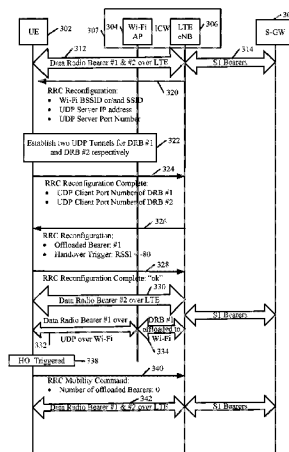 UE
302
307
304
Wi-Fi
AP
ICW
LTE
eNB
306
S-GW
30
312
Data Radio Bearer #1 & #2 over LTE
314
S1 Bearers
320
RRC Reconfiguration:
• Wi-Fi BSSID or/and SSID
• UDP Server IP address
• UDP Server Port Number
Establish two UDP Tunnels for DRB #1
and DRB #2 respectively
322
324
RRC Reconfiguration Complete:
• UDP Client Port Number of DRB #1
• UDP Client Port Number of DRB #2
326
RRC Reconfiguration:
• Offloaded Bearer: #1
• Handover Trigger: RSSI < -80
328
RRC Reconfiguration Complete: "ok"
330
Data Radio Bearer #2 over LTE
S1 Bearers
Data Radio Bearer #1 over
UDP over Wi-Fi
332
DRB #1
offloaded to
Wi-Fi
334
HO Triggered
338
340
RRC Mobility Command:
• Number of offloaded Bearers: 0
342
Data Radio Bearer #1 & #2 over LTE
S1 Bearers